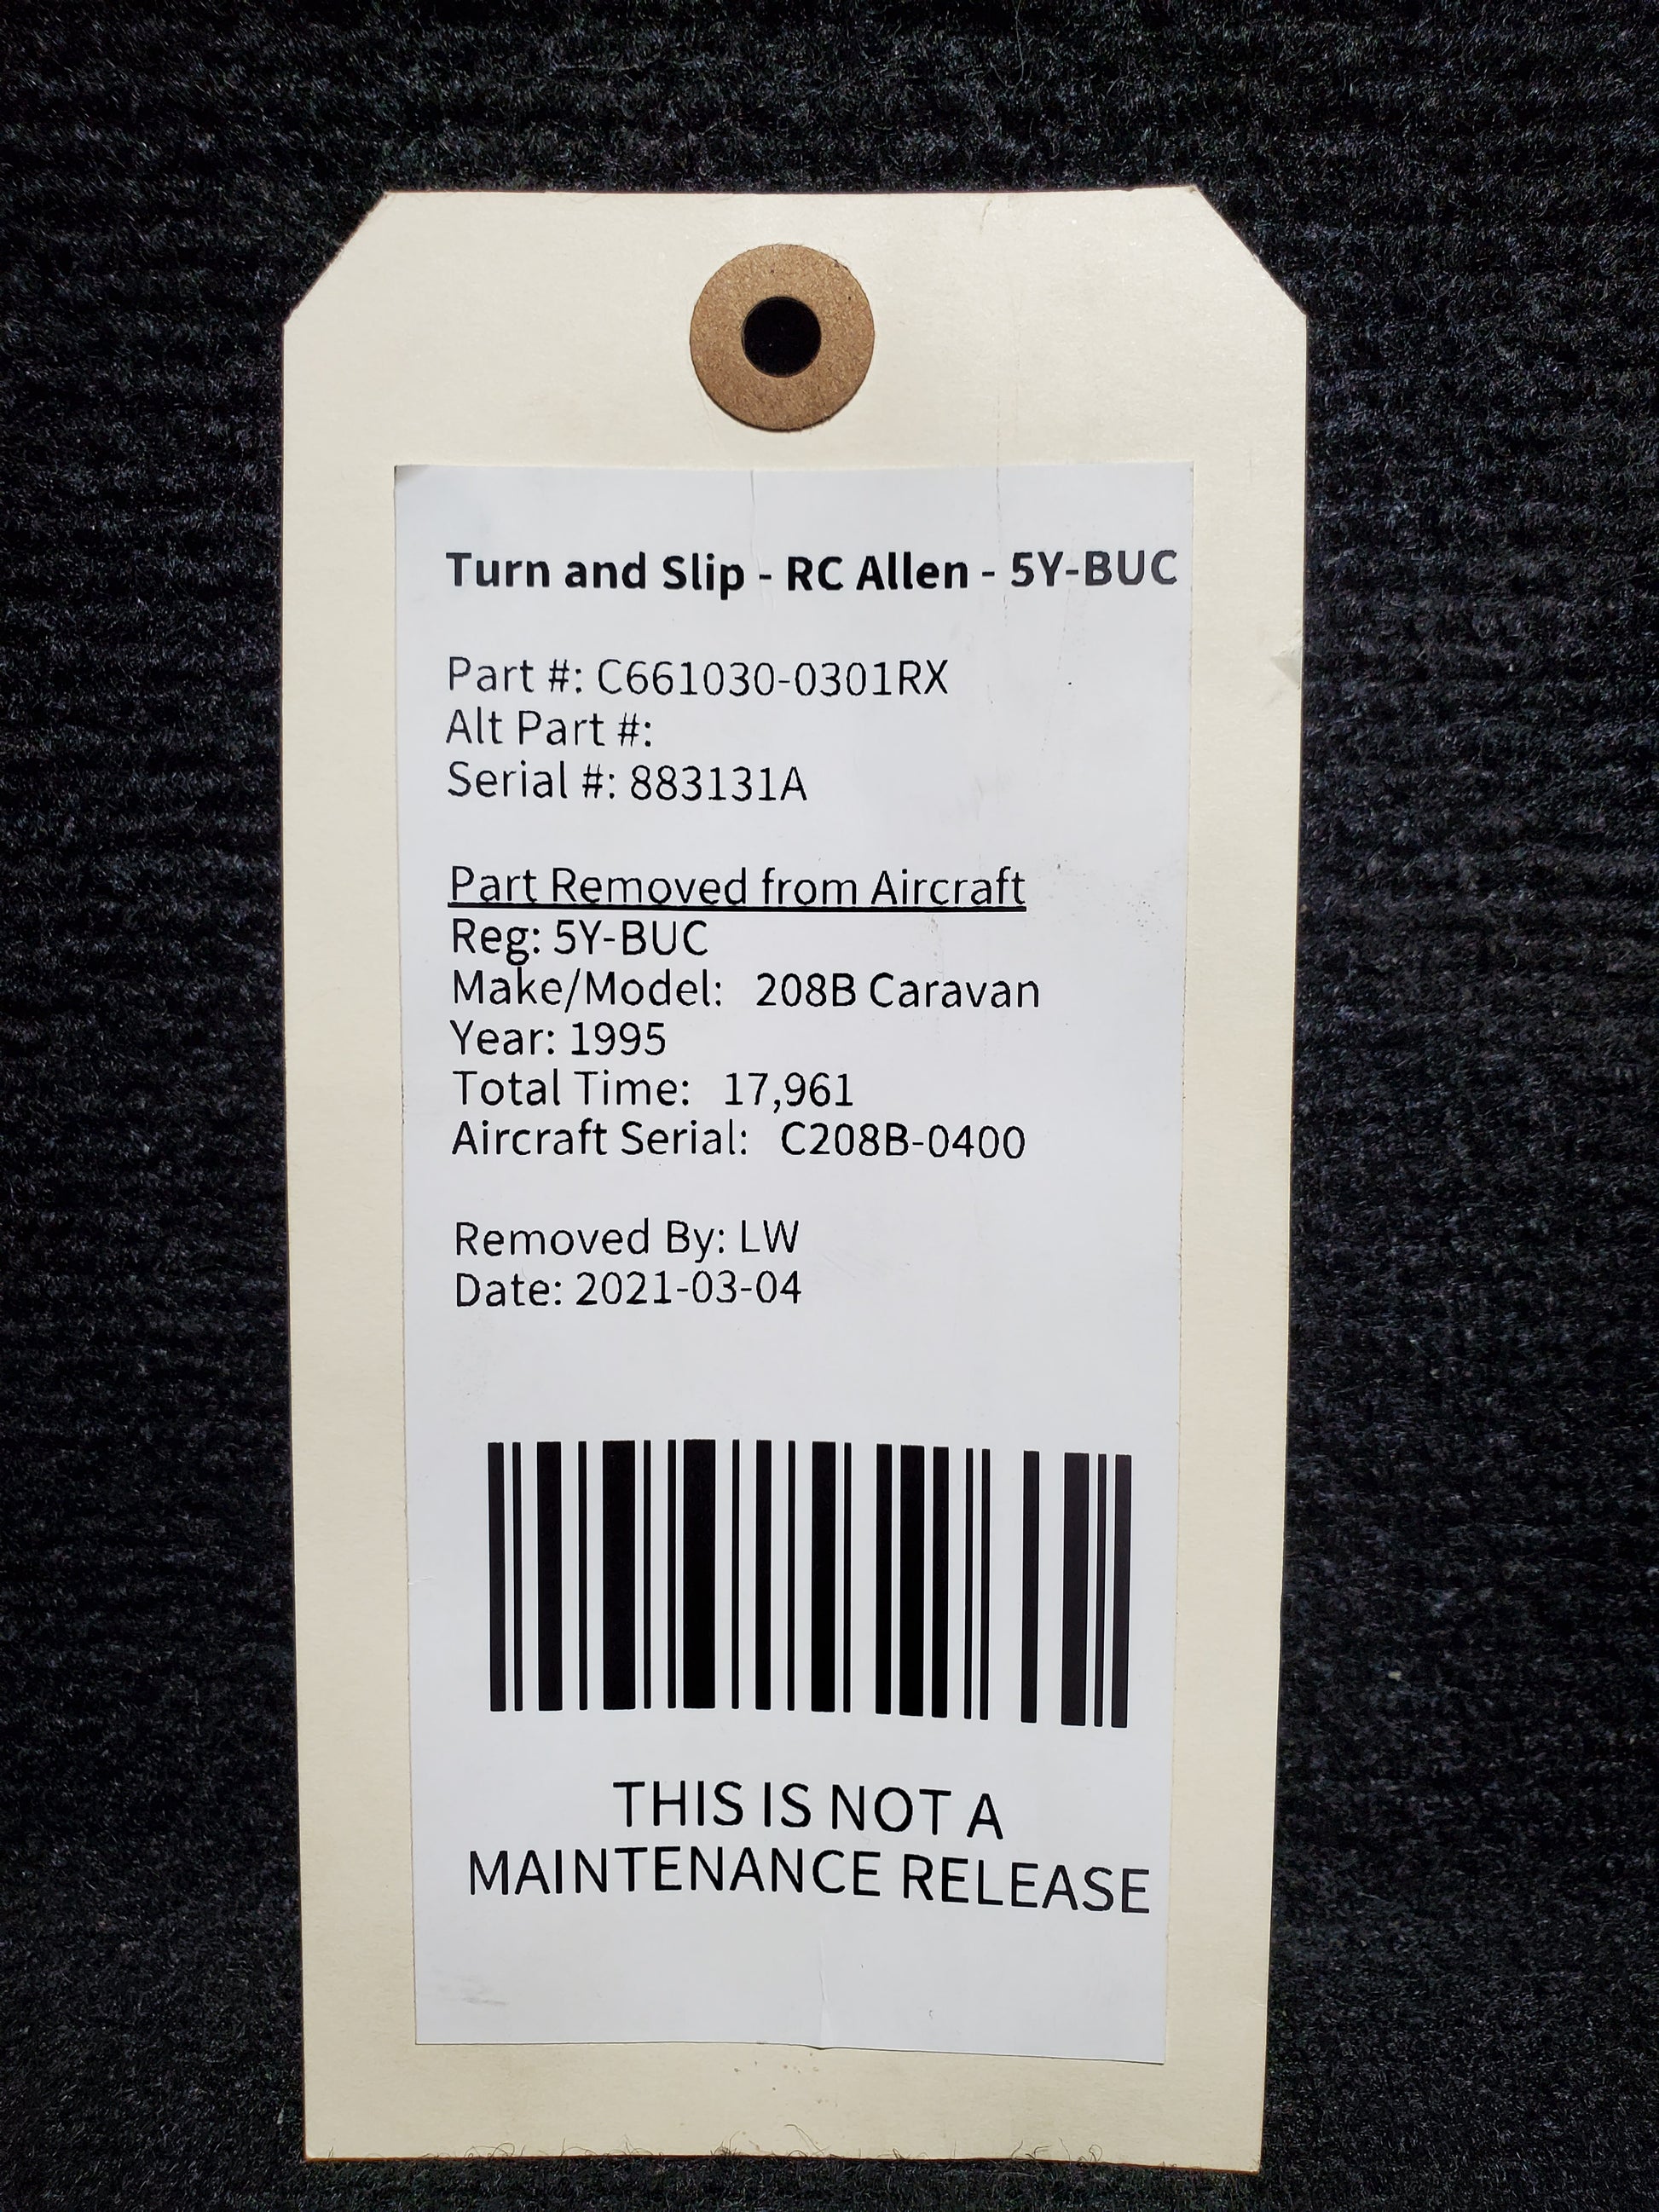 Turn and Slip - RC Allen - 5Y-BUC
Part #: C661030-0301RX
Alt Part #:
Serial #: 883131A
Part Removed from Aircraft
Reg: 5Y-BUC
Make/Model: 208B Caravan
Year: 1995
Total Time: 17,961
Aircraft Serial: C208B-0400
Removed By: LW
Date: 2021-03-04
THIS IS NOT A
MAINTENANCE RELEASE